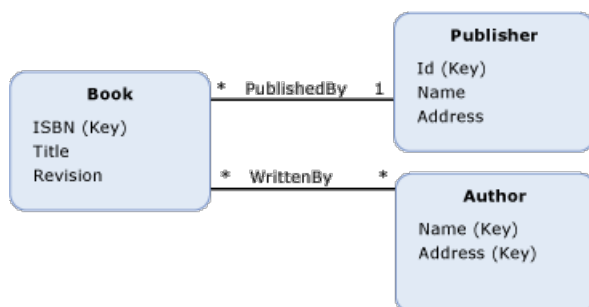 Book
ISBN (Key)
Title
Revision
* PublishedBy 1
Publisher
Id (Key)
Name
Address
* WrittenBy *
Author
Name (Key)
Address (Key)